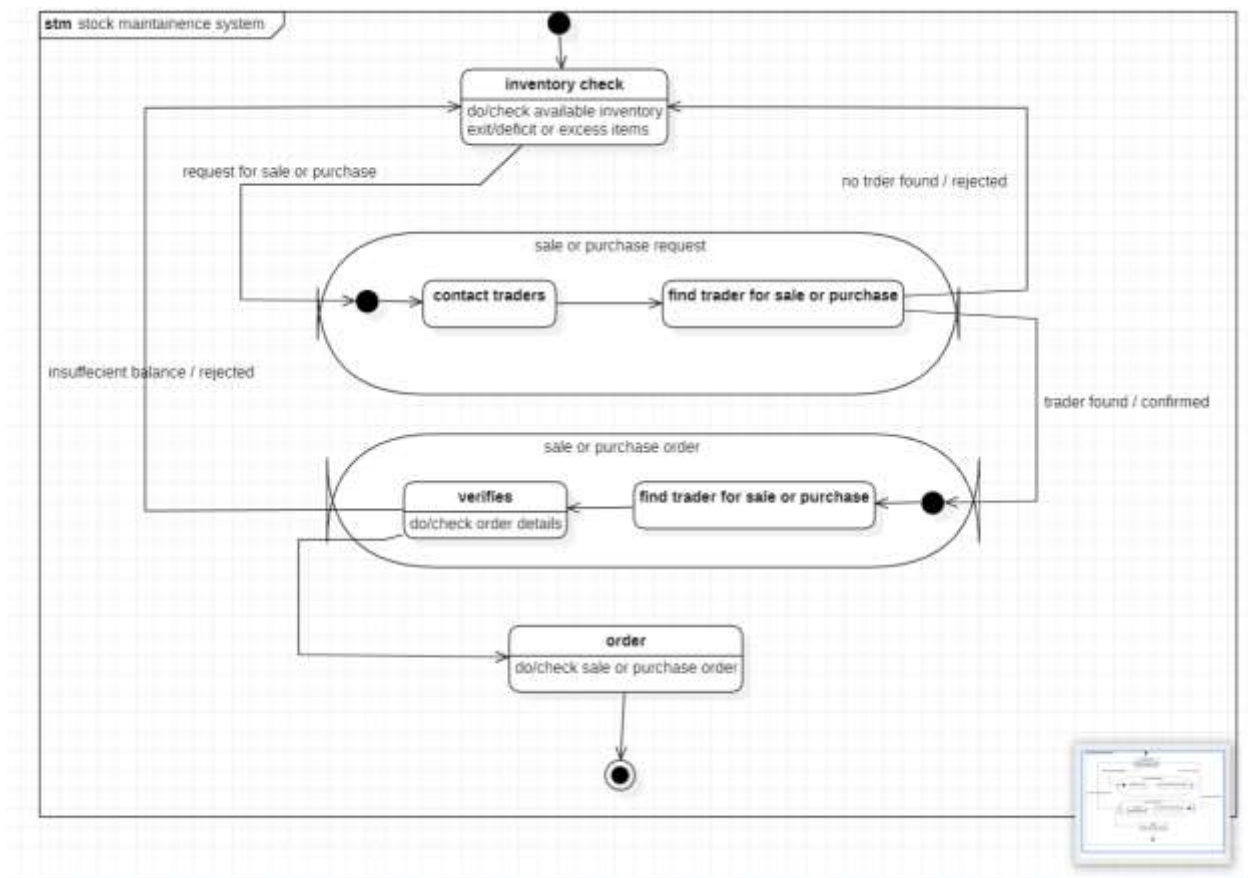 stm stock maintainence system
inventory check
do/check available inventory
exit/deficit or excess items
request for sale or purchase
no trder found / rejected
sale or purchase request
contact traders
find trader for sale or purchase
insuffecient balance / rejected
trader found / confirmed
sale or purchase order
verifies
do/check order details
find trader for sale or purchase
order
do/check sale or purchase order